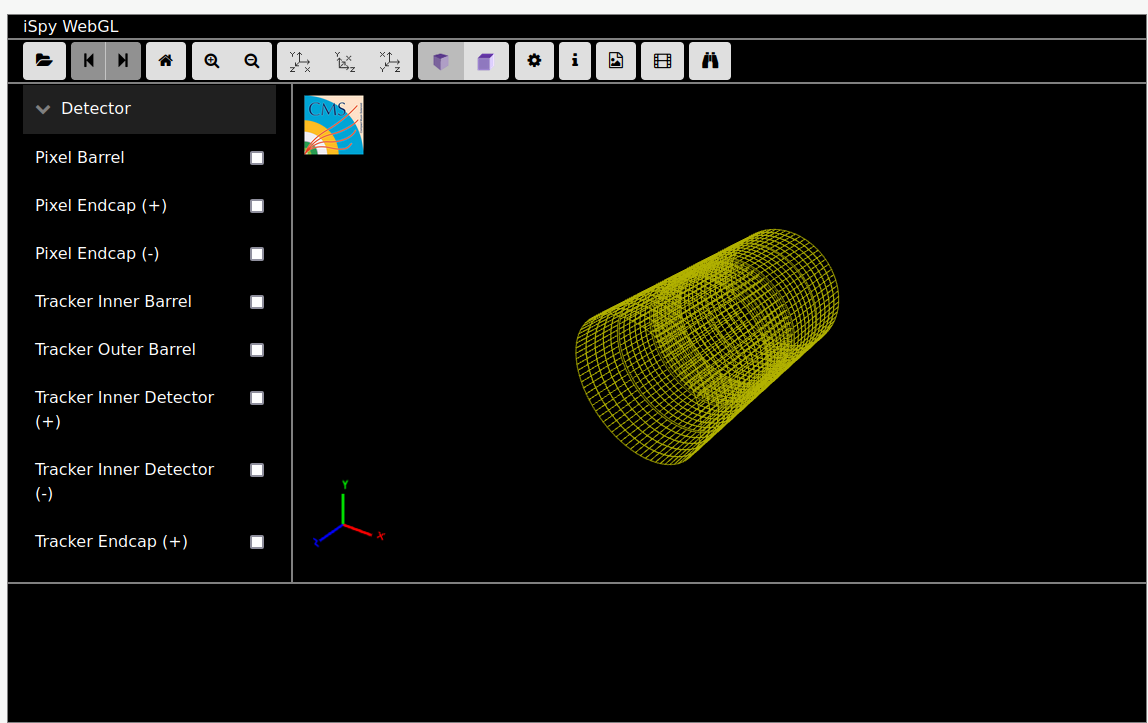 iSpy WebGL
Y
Z X
Y
X Z
X
Y Z
i
Detector
CMS
Pixel Barrel
Pixel Endcap (+)
Pixel Endcap (-)
Tracker Inner Barrel
Tracker Outer Barrel
Tracker Inner Detector
(+)
Tracker Inner Detector
(-)
Tracker Endcap (+)
Y
X
Z